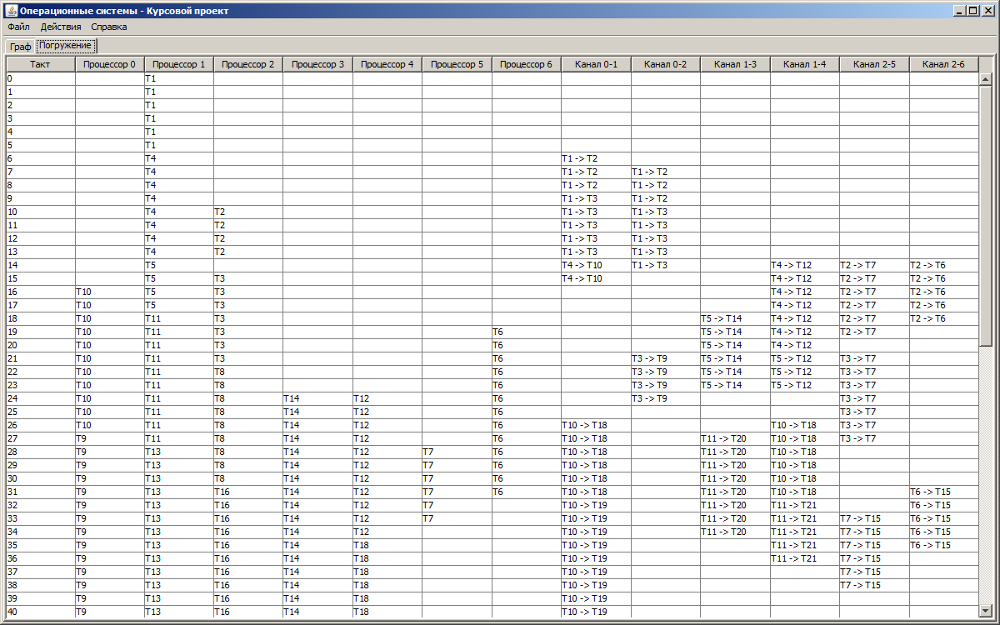 Операционные системы - Курсовой проект
Файл Действия Справка
Граф Погружение
Такт Процессор 0 Процессор 1 Процессор 2 Процессор 3 Процессор 4 Процессор 5 Процессор 6 Канал 0-1 Канал 0-2 Канал 1-3 Канал 1-4 Канал 2-5 Канал 2-6
0 T1
1 T1
2 T1
3 T1
4 T1
5 T1
6 T4 T1 -> T2
7 T4 T1 -> T2 T1 -> T2
8 T4 T1 -> T2 T1 -> T2
9 T4 T1 -> T3 T1 -> T2
10 T4 T2 T1 -> T3 T1 -> T3
11 T4 T2 T1 -> T3 T1 -> T3
12 T4 T2 T1 -> T3 T1 -> T3
13 T4 T2 T1 -> T3 T1 -> T3
14 T5 T4 -> T10 T1 -> T3 T4 -> T12 T2 -> T7 T2 -> T6
15 T5 T3 T4 -> T10 T4 -> T12 T2 -> T7 T2 -> T6
16 T10 T5 T3 T4 -> T12 T2 -> T7 T2 -> T6
17 T10 T5 T3 T4 -> T12 T2 -> T7 T2 -> T6
18 T10 T11 T3 T5 -> T14 T4 -> T12 T2 -> T7 T2 -> T6
19 T10 T11 T3 T6 T5 -> T14 T4 -> T12 T2 -> T7
20 T10 T11 T3 T6 T5 -> T14 T4 -> T12
21 T10 T11 T3 T6 T3 -> T9 T5 -> T14 T5 -> T12 T3 -> T7
22 T10 T11 T8 T6 T3 -> T9 T5 -> T14 T5 -> T12 T3 -> T7
23 T10 T11 T8 T6 T3 -> T9 T5 -> T14 T5 -> T12 T3 -> T7
24 T10 T11 T8 T14 T12 T6 T3 -> T9 T3 -> T7
25 T10 T11 T8 T14 T12 T6 T3 -> T7
26 T10 T11 T8 T14 T12 T6 T10 -> T18 T10 -> T18 T3 -> T7
27 T9 T11 T8 T14 T12 T6 T10 -> T18 T11 -> T20 T10 -> T18 T3 -> T7
28 T9 T13 T8 T14 T12 T7 T6 T10 -> T18 T11 -> T20 T10 -> T18
29 T9 T13 T8 T14 T12 T7 T6 T10 -> T18 T11 -> T20 T10 -> T18
30 T9 T13 T8 T14 T12 T7 T6 T10 -> T18 T11 -> T20 T10 -> T18
31 T9 T13 T16 T14 T12 T7 T6 T10 -> T18 T11 -> T20 T10 -> T18 T6 -> T15
32 T9 T13 T16 T14 T12 T7 T10 -> T19 T11 -> T20 T11 -> T21 T6 -> T15
33 T9 T13 T16 T14 T12 T7 T10 -> T19 T11 -> T20 T11 -> T21 T7 -> T15 T6 -> T15
34 T9 T13 T16 T14 T12 T10 -> T19 T11 -> T20 T11 -> T21 T7 -> T15 T6 -> T15
35 T9 T13 T16 T14 T18 T10 -> T19 T11 -> T21 T7 -> T15 T6 -> T15
36 T9 T13 T16 T14 T18 T10 -> T19 T11 -> T21 T7 -> T15
37 T9 T13 T16 T14 T18 T10 -> T19 T7 -> T15
38 T9 T13 T16 T14 T18 T10 -> T19 T7 -> T15
39 T9 T13 T16 T14 T18 T10 -> T19
40 T9 T13 T16 T14 T18 T10 -> T19